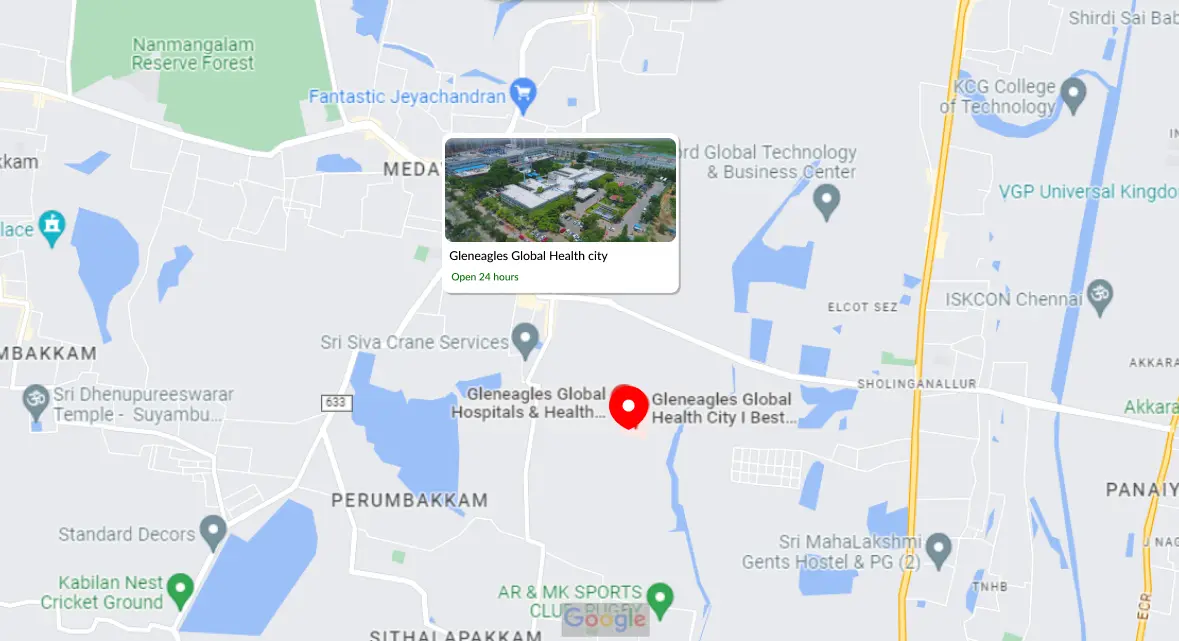 Shirdi Sai Bab
Nanmangalam
Reserve Forest
Fantastic Jeyachandran
KCG College
of Technology
kkam
MEDA
ord Global Technology
& Business Center
VGP Universal Kingdo
lace
Gleneagles Global Health city
Open 24 hours
ELCOT SEZ
ISKCON Chennai
Sri Siva Crane Services
MBAKKAM
AKKARA
SHOLINGANALLUR
Sri Dhenupureeswarar
Temple - Suyambu...
633
Gleneagles Global
Hospitals & Health...
Gleneagles Global
Health City I Best...
Akkara
PERUMBAKKAM
PANAIY
Standard Decors
Sri MahaLakshmi
Gents Hostel & PG (2)
J NAG
Kabilan Nest
Cricket Ground
AR & MK SPORTS
CLUB RUGBY
TNHB
ECR
Google
SITHALAPAKKAM